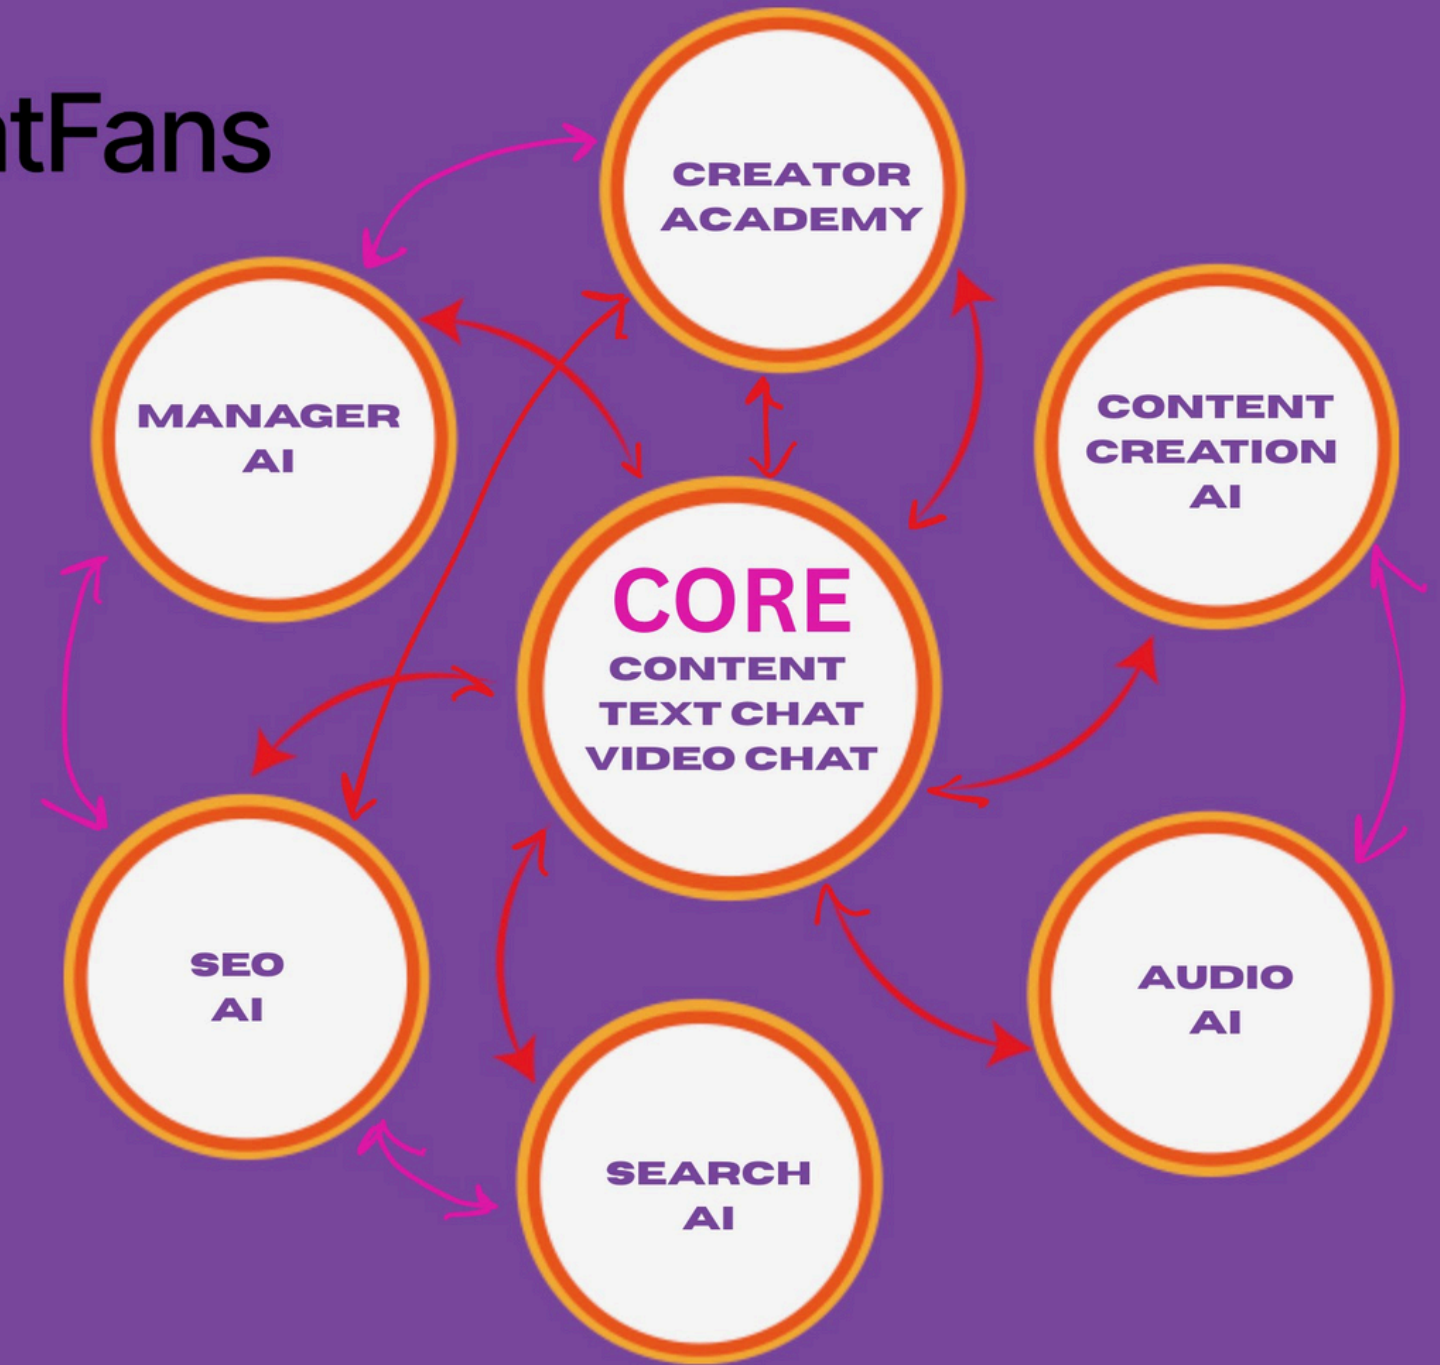 tFans
CREATOR
ACADEMY
MANAGER
AI
CONTENT
CREATION
AI
CORE
CONTENT
TEXT CHAT
VIDEO CHAT
SEO
AI
AUDIO
AI
SEARCH
AI